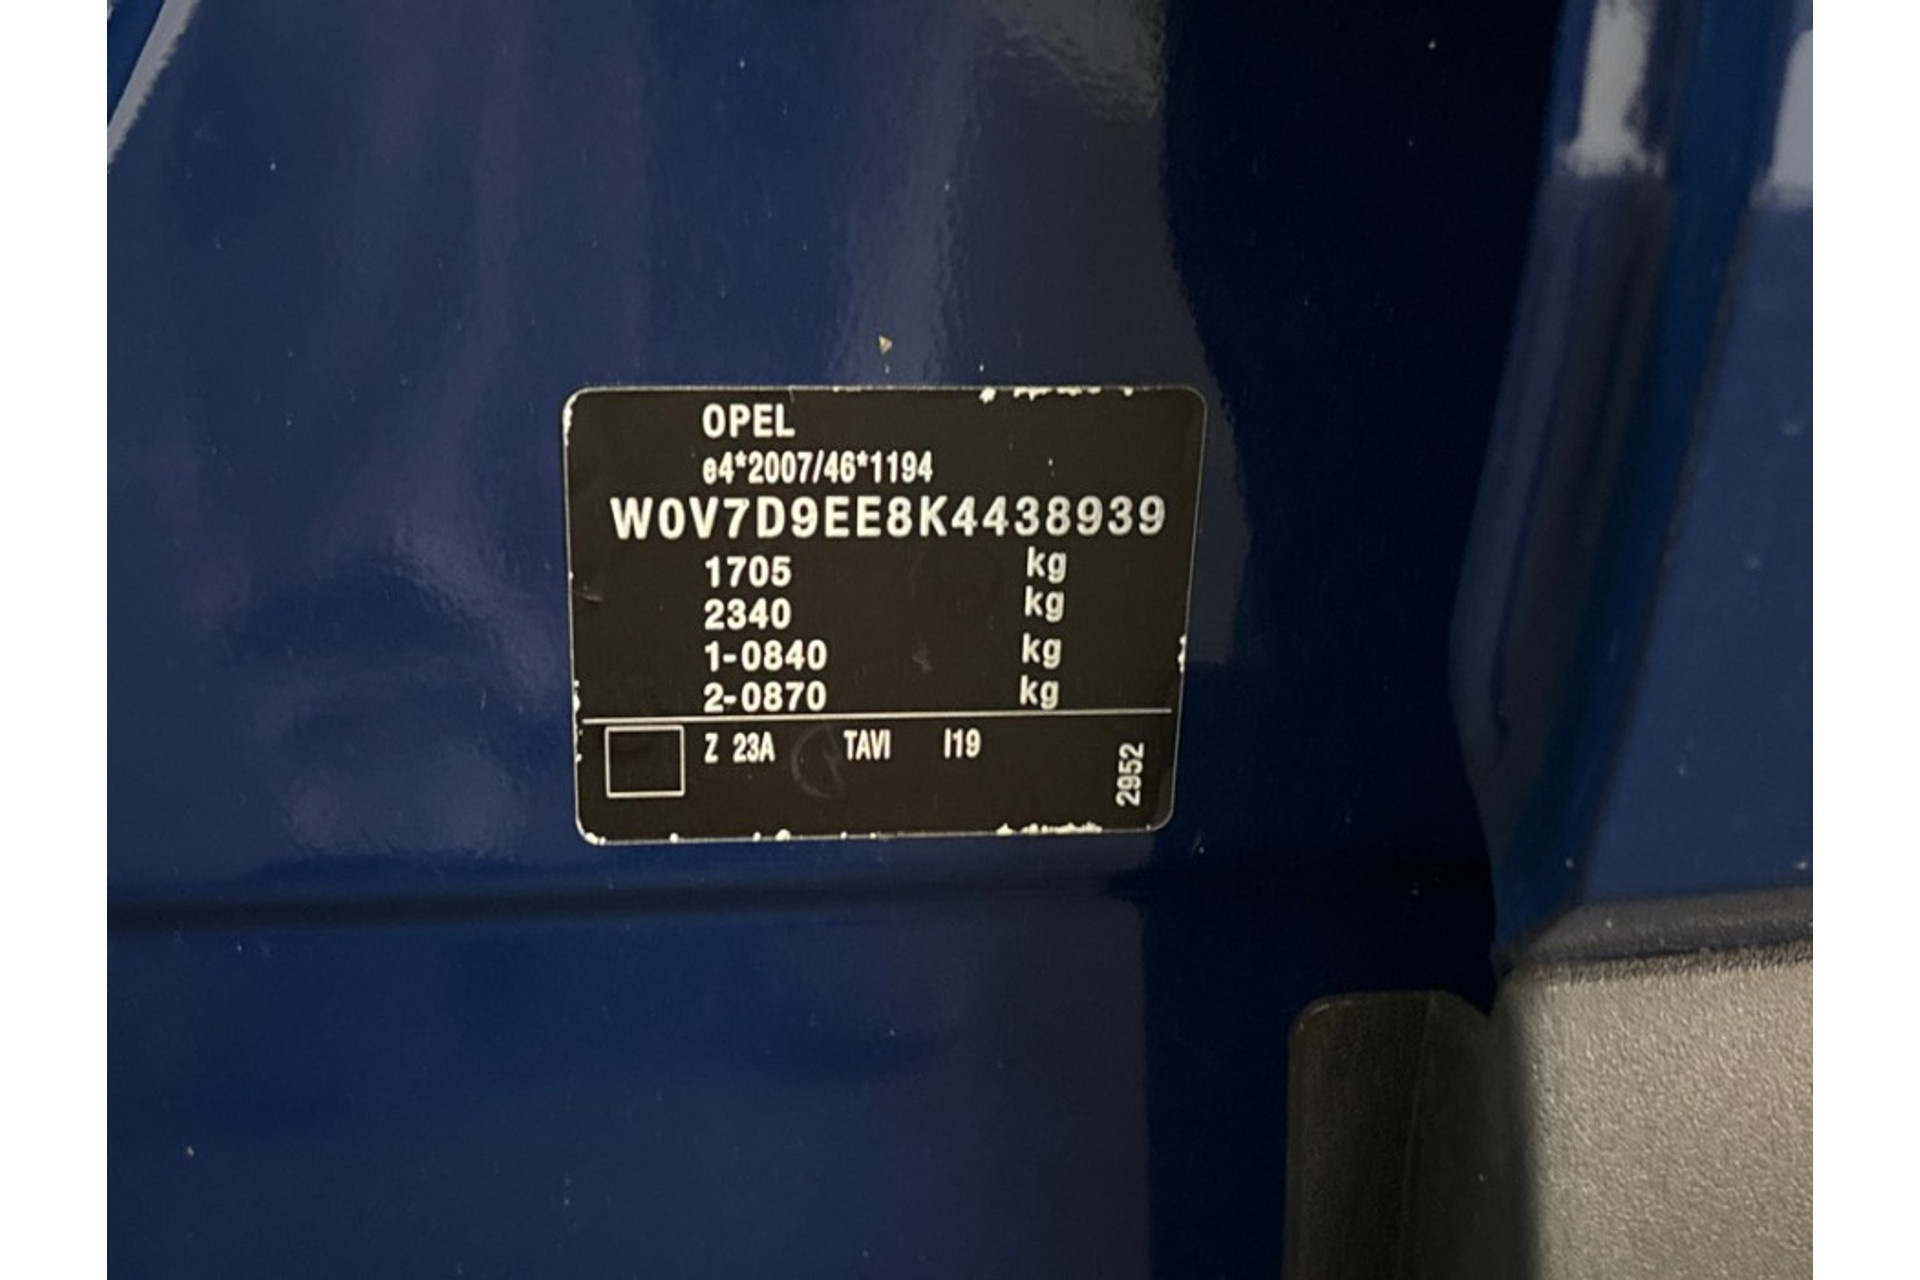 OPEL
e4*2007/46*1194
W0V7D9EE8K4438939
1705 kg
2340 kg
1-0840 kg
2-0870 kg
Z 23A TAVI I19
2952